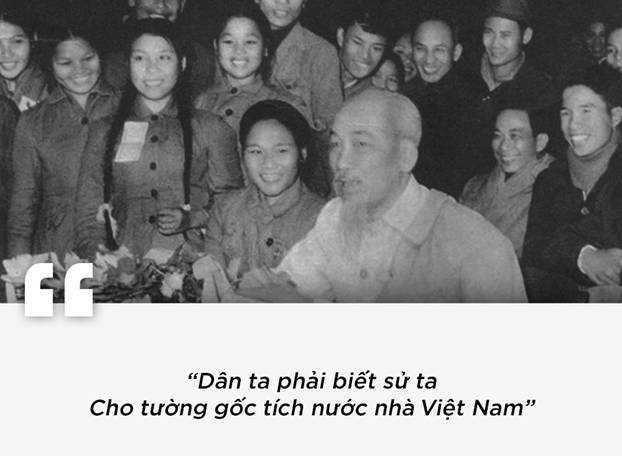 “Dân ta phải biết sử ta
Cho tường gốc tích nước nhà Việt Nam”